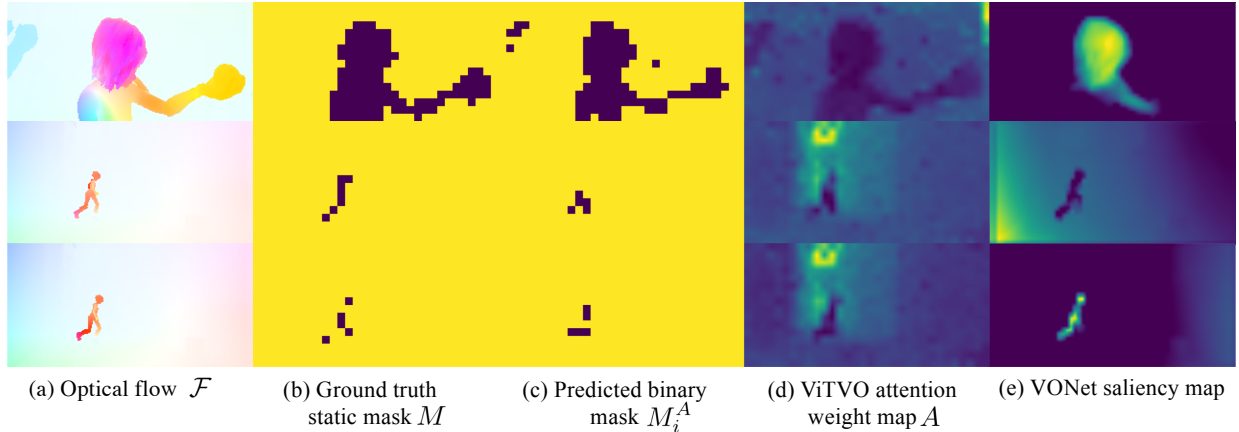 (a) Optical flow 𝓕
(b) Ground truth
static mask M
(c) Predicted binary
mask M_i^A
(d) ViTVO attention
weight map A
(e) VONet saliency map